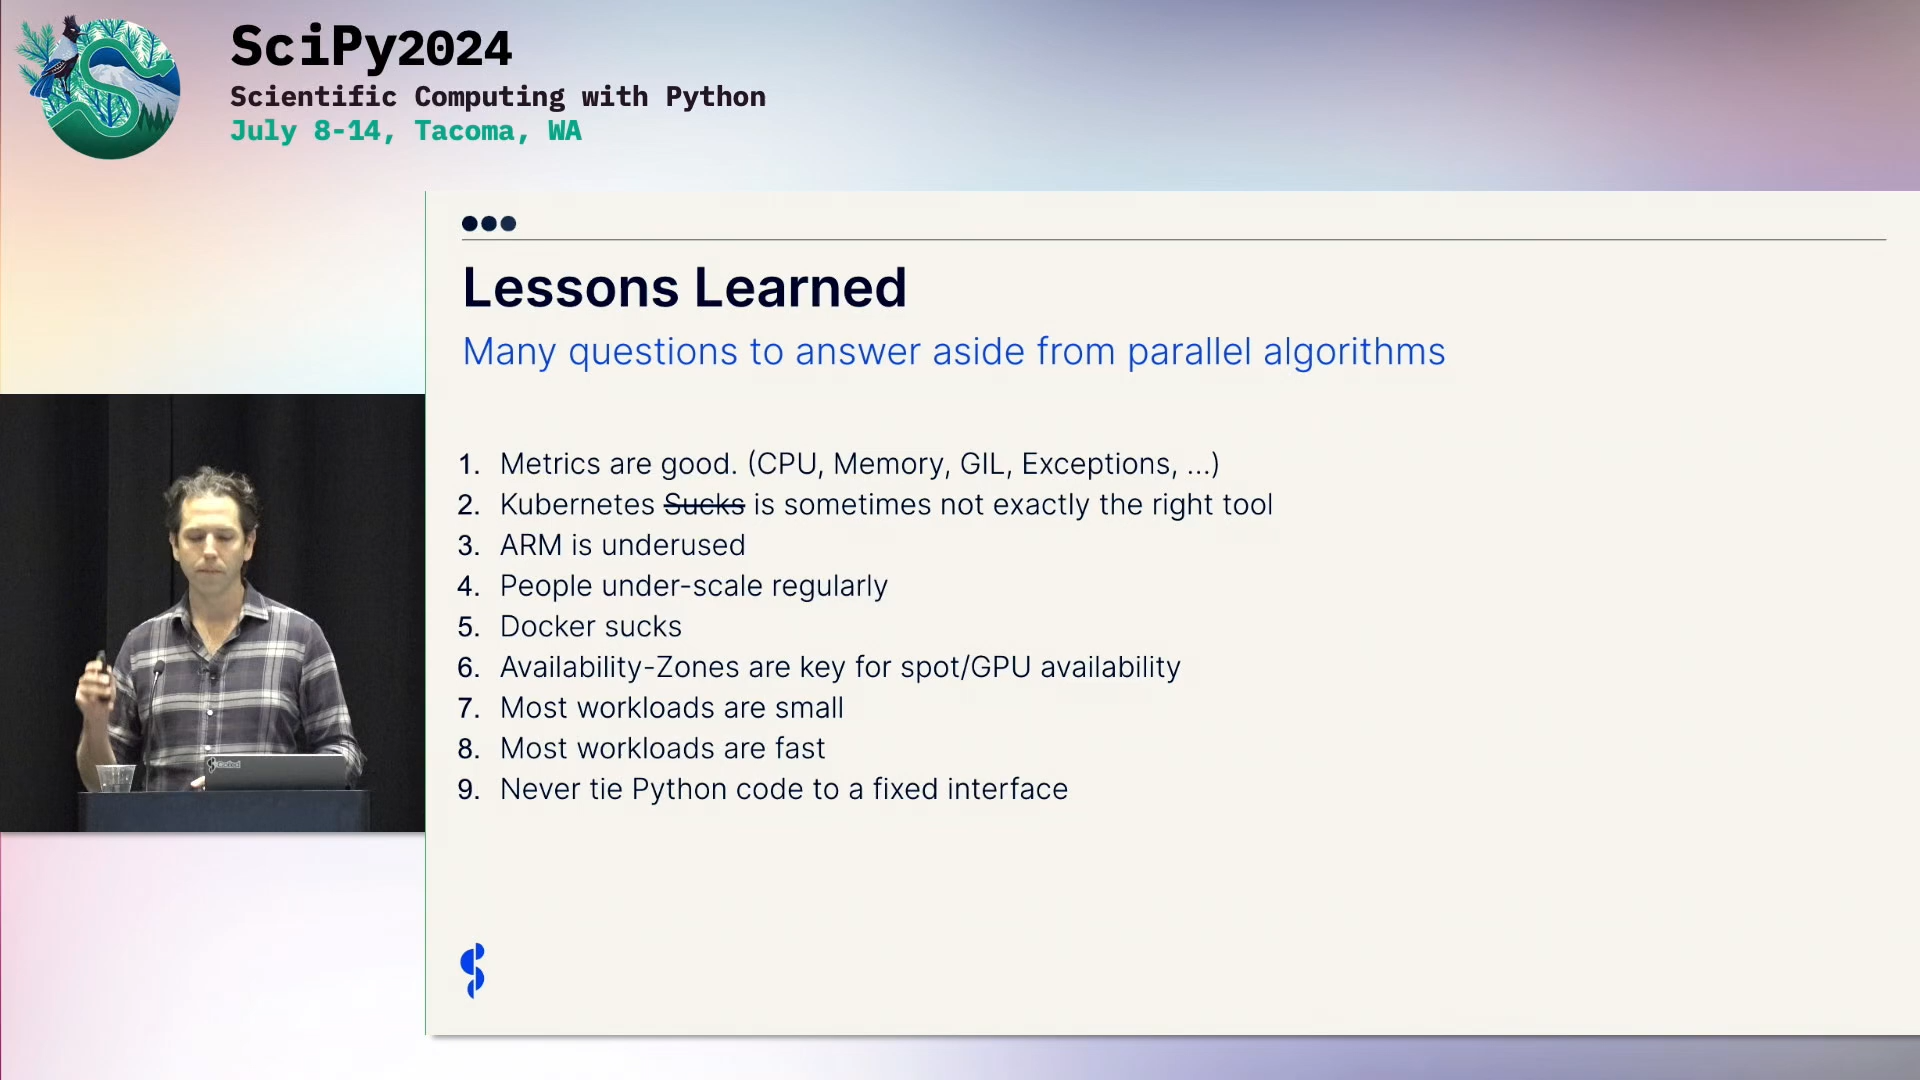 SciPy2024
Scientific Computing with Python
July 8-14, Tacoma, WA
Lessons Learned
Many questions to answer aside from parallel algorithms
1. Metrics are good. (CPU, Memory, GIL, Exceptions, ...)
2. Kubernetes Sucks is sometimes not exactly the right tool
3. ARM is underused
4. People under-scale regularly
5. Docker sucks
6. Availability-Zones are key for spot/GPU availability
7. Most workloads are small
8. Most workloads are fast
9. Never tie Python code to a fixed interface
Coiled